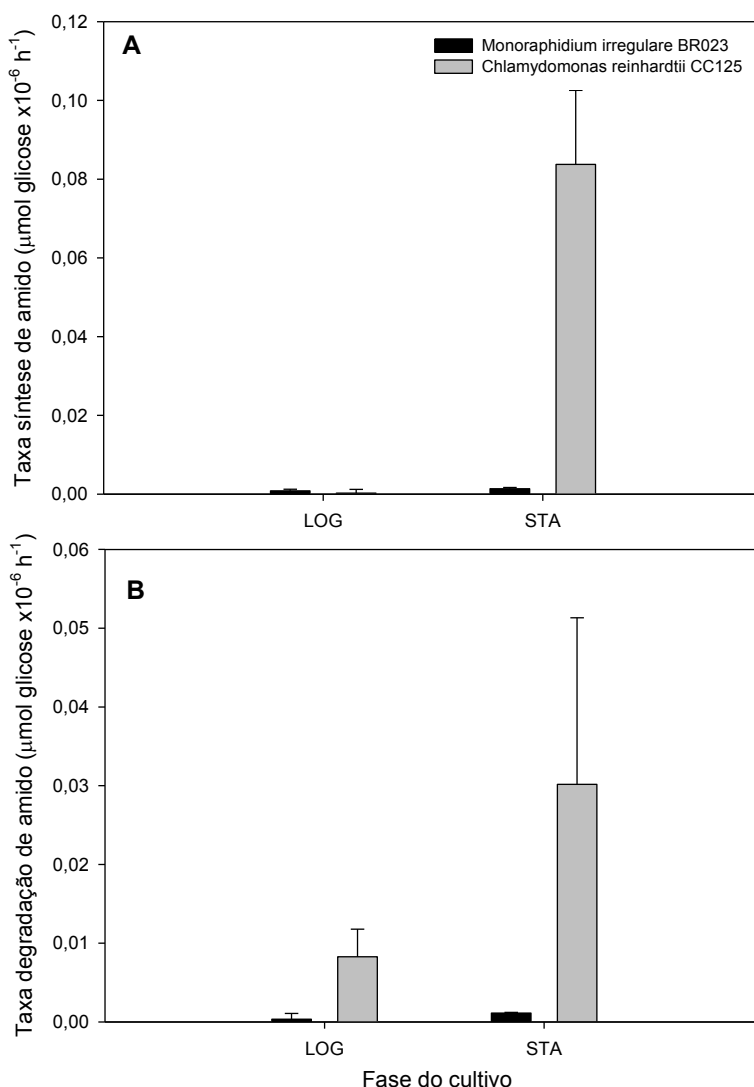 A
Monoraphidium irregulare BR023
Chlamydomonas reinhardtii CC125
Taxa síntese de amido (μmol glicose x10⁻⁶ h⁻¹)
0,12
0,10
0,08
0,06
0,04
0,02
0,00
LOG STA
B
Taxa degradação de amido (μmol glicose x10⁻⁶ h⁻¹)
0,06
0,05
0,04
0,03
0,02
0,01
0,00
LOG STA
Fase do cultivo